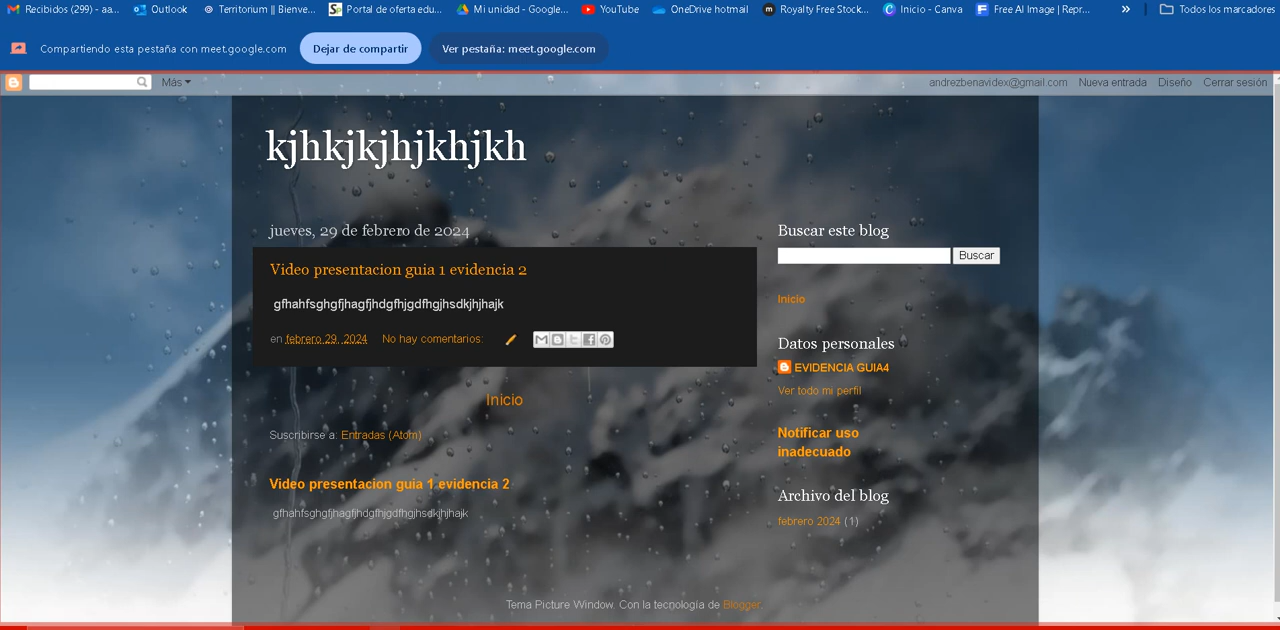 Recibidos (299) - aa...
Outlook
Territorium || Bienve...
Portal de oferta edu...
Mi unidad - Google...
YouTube
OneDrive hotmail
Royalty Free Stock...
Inicio - Canva
Free AI Image | Repr...
»
Todos los marcadores
Compartiendo esta pestaña con meet.google.com
Dejar de compartir
Ver pestaña: meet.google.com
Más
andrezbenavidex@gmail.com
Nueva entrada
Diseño
Cerrar sesión
kjhkjkjhjkhjkh
jueves, 29 de febrero de 2024
Video presentacion guia 1 evidencia 2
gfhahfsghgfjhagfjhdgfhjgdfhgjhsdkjhjhajk
en febrero 29, 2024
No hay comentarios:
Inicio
Suscribirse a: Entradas (Atom)
Video presentacion guia 1 evidencia 2
gfhahfsghgfjhagfjhdgfhjgdfhgjhsdkjhjhajk
Buscar este blog
Buscar
Inicio
Datos personales
EVIDENCIA GUIA4
Ver todo mi perfil
Notificar uso
inadecuado
Archivo del blog
febrero 2024 (1)
Tema Picture Window. Con la tecnología de Blogger.